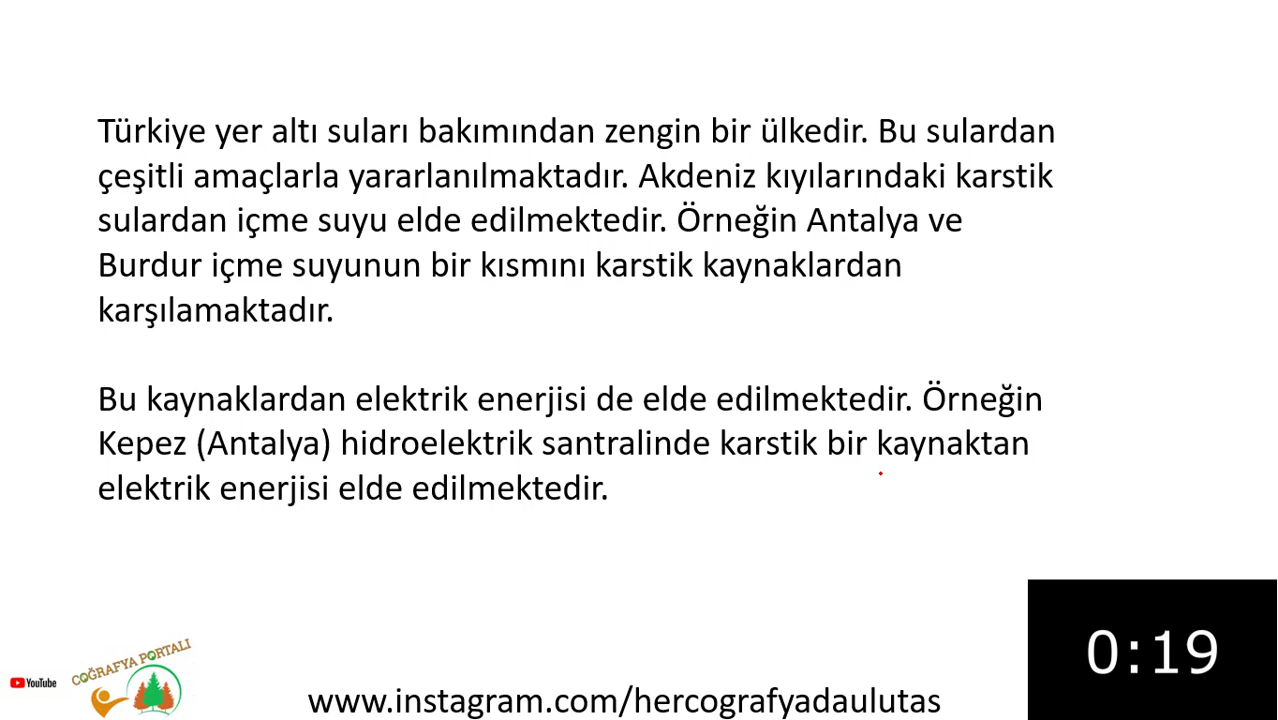 Türkiye yer altı suları bakımından zengin bir ülkedir. Bu sulardan
çeşitli amaçlarla yararlanılmaktadır. Akdeniz kıyılarındaki karstik
sulardan içme suyu elde edilmektedir. Örneğin Antalya ve
Burdur içme suyunun bir kısmını karstik kaynaklardan
karşılamaktadır.
Bu kaynaklardan elektrik enerjisi de elde edilmektedir. Örneğin
Kepez (Antalya) hidroelektrik santralinde karstik bir kaynaktan
elektrik enerjisi elde edilmektedir.
0:19
YouTube
COĞRAFYA PORTALI
www.instagram.com/hercografyadaulutas